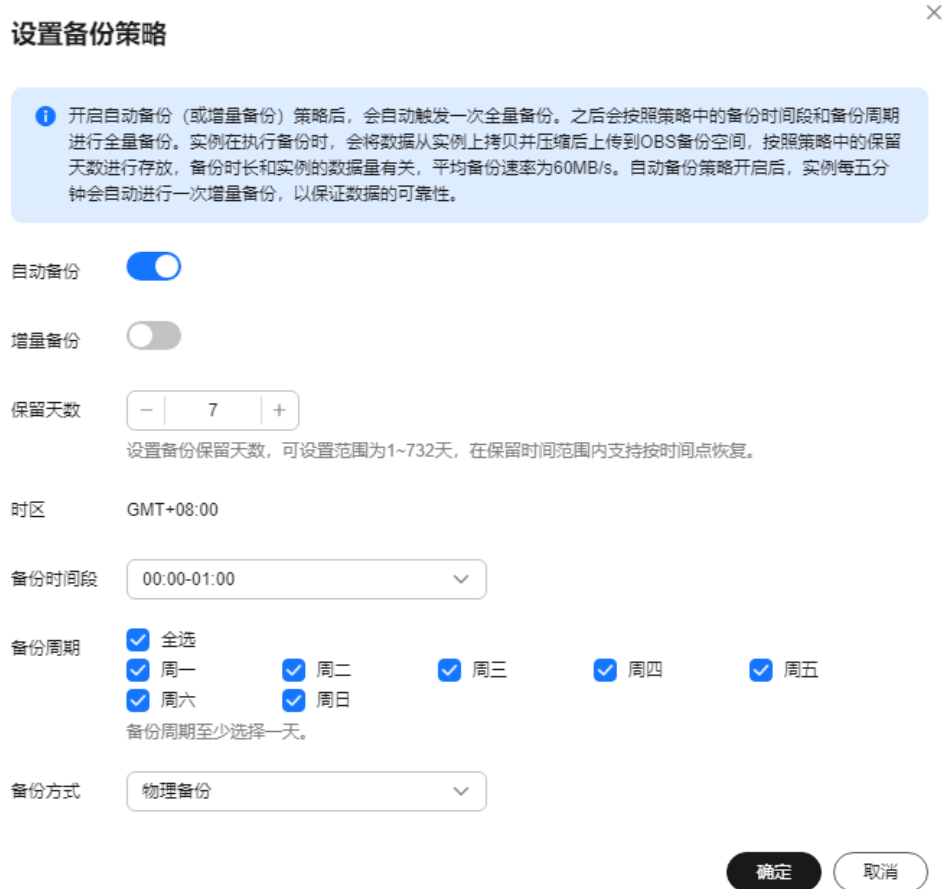 设置备份策略
开启自动备份（或增量备份）策略后，会自动触发一次全量备份。之后会按照策略中的备份时间段和备份周期
进行全量备份。实例在执行备份时，会将数据从实例上拷贝并压缩后上传到OBS备份空间，按照策略中的保留
天数进行存放，备份时长和实例的数据量有关，平均备份速率为60MB/s。自动备份策略开启后，实例每五分
钟会自动进行一次增量备份，以保证数据的可靠性。
自动备份
增量备份
保留天数 7
设置备份保留天数，可设置范围为1~732天，在保留时间范围内支持按时间点恢复。
时区 GMT+08:00
备份时间段 00:00-01:00
备份周期 全选
周一 周二 周三 周四 周五
周六 周日
备份周期至少选择一天。
备份方式 物理备份
确定 取消